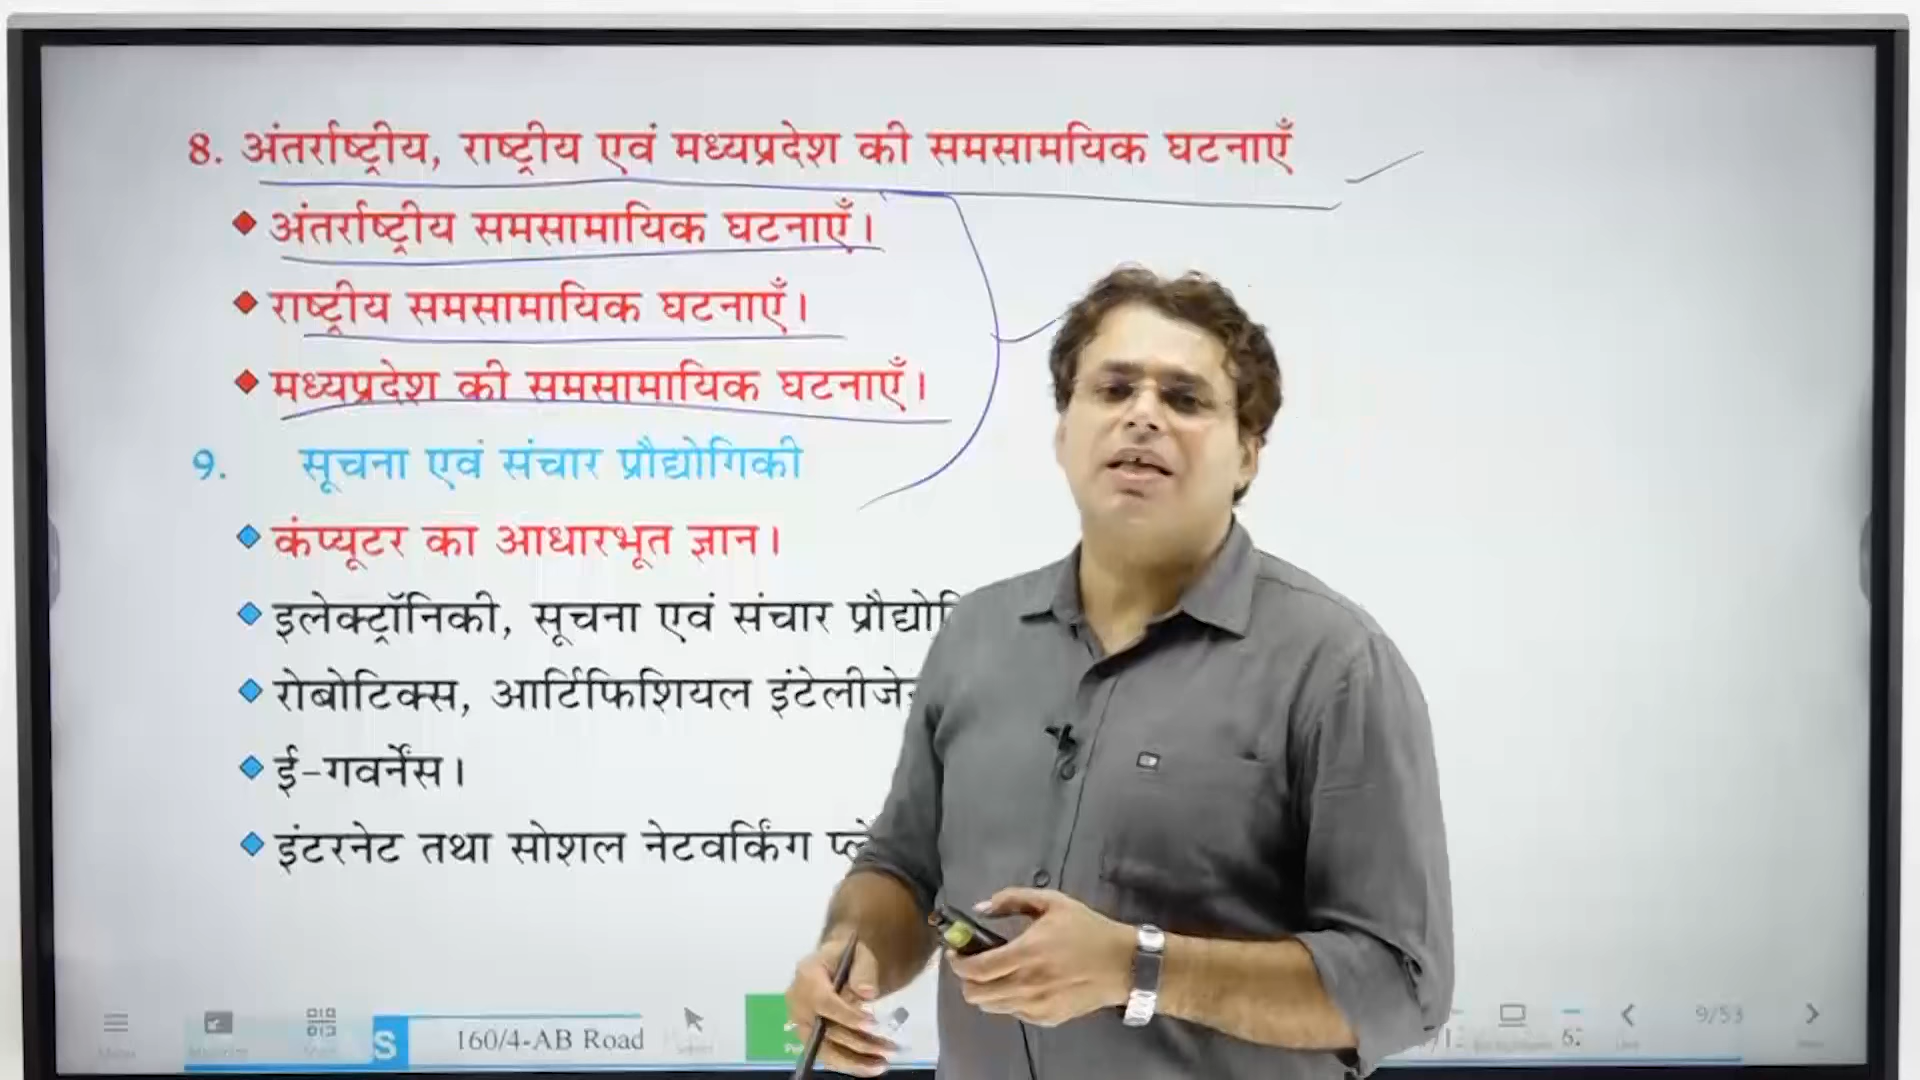 8. अंतर्राष्ट्रीय, राष्ट्रीय एवं मध्यप्रदेश की समसामयिक घटनाएँ
अंतर्राष्ट्रीय समसामायिक घटनाएँ।
राष्ट्रीय समसामायिक घटनाएँ।
मध्यप्रदेश की समसामायिक घटनाएँ।
9. सूचना एवं संचार प्रौद्योगिकी
कंप्यूटर का आधारभूत ज्ञान।
इलेक्ट्रॉनिकी, सूचना एवं संचार
रोबोटिक्स, आर्टिफिशियल
ई-गवर्नेंस।
इंटरनेट तथा सोशल नेटवर्किंग
S 160/4-AB Road 9/53